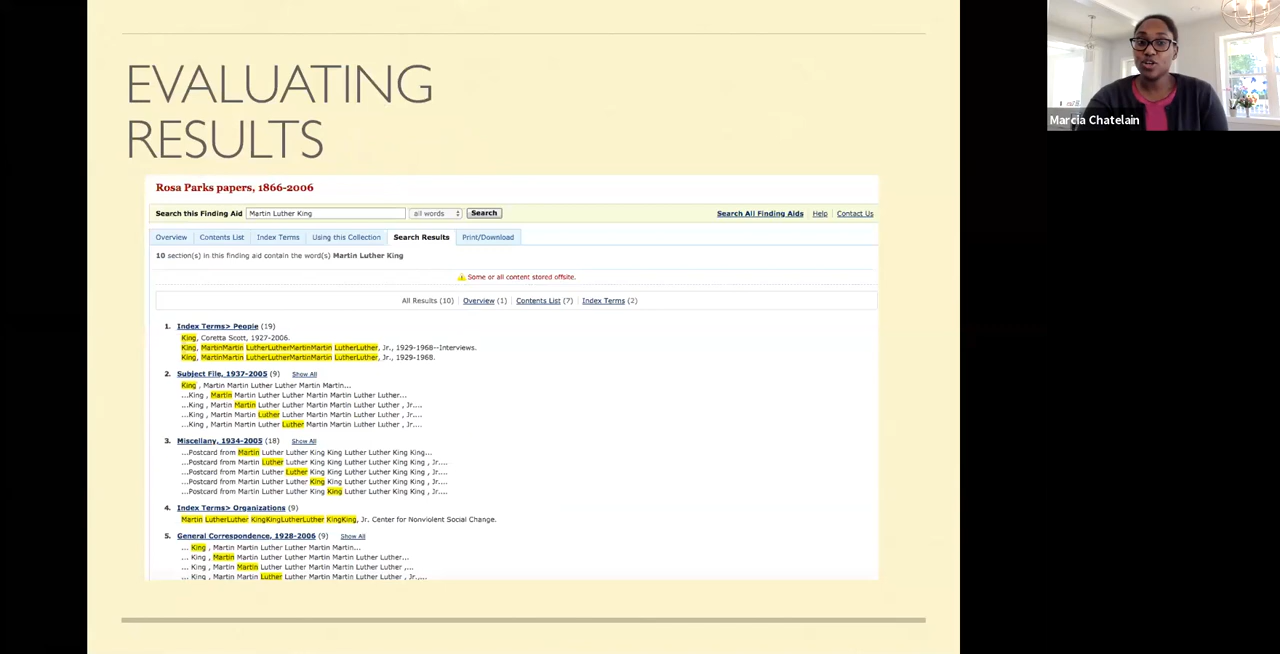 EVALUATING
RESULTS
Marcia Chatelain
Rosa Parks papers, 1866-2006
Search this Finding Aid Martin Luther King all words Search Search All Finding Aids | Help | Contact Us
Overview Contents List Index Terms Using this Collection Search Results Print/Download
10 section(s) in this finding aid contain the word(s) Martin Luther King
Some or all content stored offsite.
All Results (10) | Overview (1) | Contents List (7) | Index Terms (2)
1. Index Terms> People (19)
King, Coretta Scott, 1927-2006.
King, MartinMartin LutherLutherMartinMartin LutherLuther, Jr., 1929-1968--Interviews.
King, MartinMartin LutherLutherMartinMartin LutherLuther, Jr., 1929-1968.
2. Subject File, 1937-2005 (9) Show All
King , Martin Martin Luther Luther Martin Martin...
...King , Martin Martin Luther Luther Martin Martin Luther Luther...
...King , Martin Martin Luther Luther Martin Martin Luther Luther , Jr....
...King , Martin Martin Luther Luther Martin Martin Luther Luther , Jr....
...King , Martin Martin Luther Luther Martin Martin Luther Luther , Jr....
3. Miscellany, 1934-2005 (18) Show All
...Postcard from Martin Luther Luther King King Luther Luther King King...
...Postcard from Martin Luther Luther King King Luther Luther King King , Jr....
...Postcard from Martin Luther Luther King King Luther Luther King King , Jr....
...Postcard from Martin Luther Luther King King Luther Luther King King , Jr....
...Postcard from Martin Luther Luther King King Luther Luther King King , Jr....
4. Index Terms> Organizations (9)
Martin LutherLuther KingKingLutherLuther KingKing, Jr. Center for Nonviolent Social Change.
5. General Correspondence, 1928-2006 (9) Show All
... King , Martin Martin Luther Luther Martin Martin...
... King , Martin Martin Luther Luther Martin Martin Luther Luther...
... King , Martin Martin Luther Luther Martin Martin Luther Luther ,...
... King , Martin Martin Luther Luther Martin Martin Luther Luther , Jr.,...